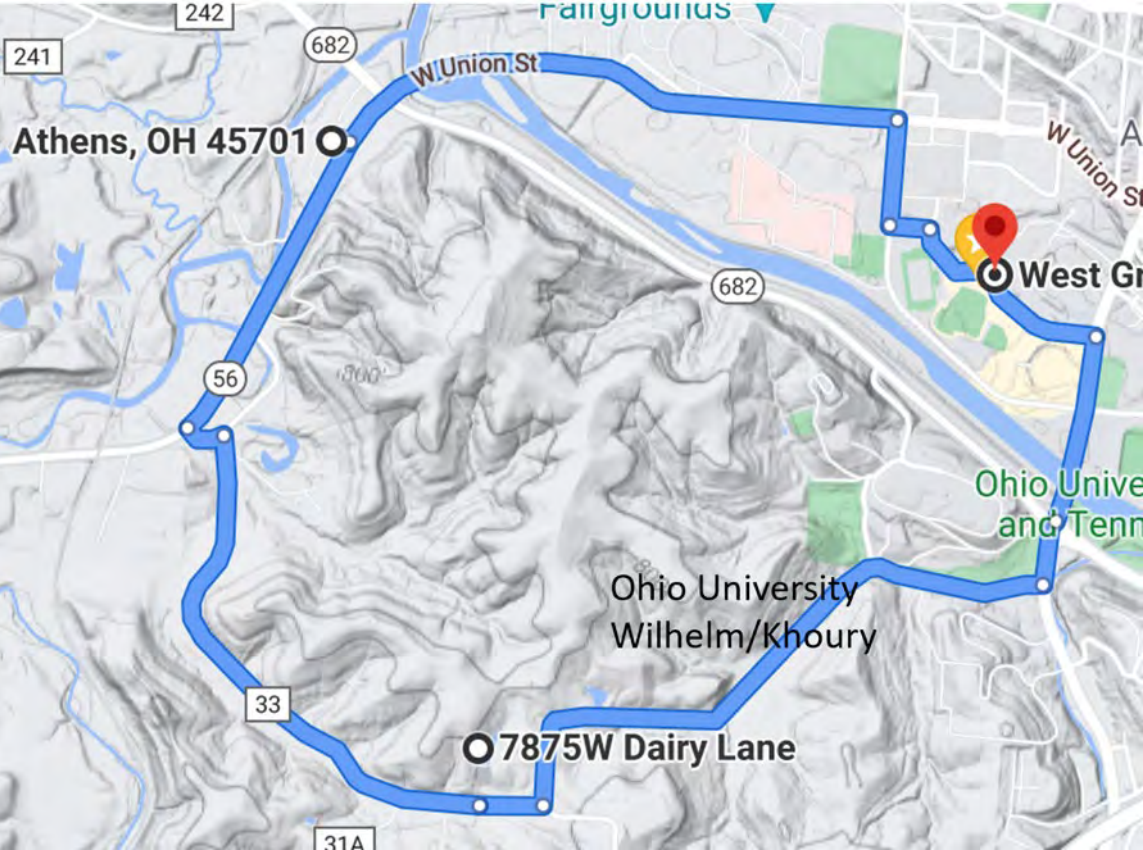 Fairgrounds
242
682
241
W Union St
Athens, OH 45701
W Union St
A
West Gr
682
56
800
Ohio Unive
and Tenn
Ohio University
Wilhelm/Khoury
33
7875W Dairy Lane
31A